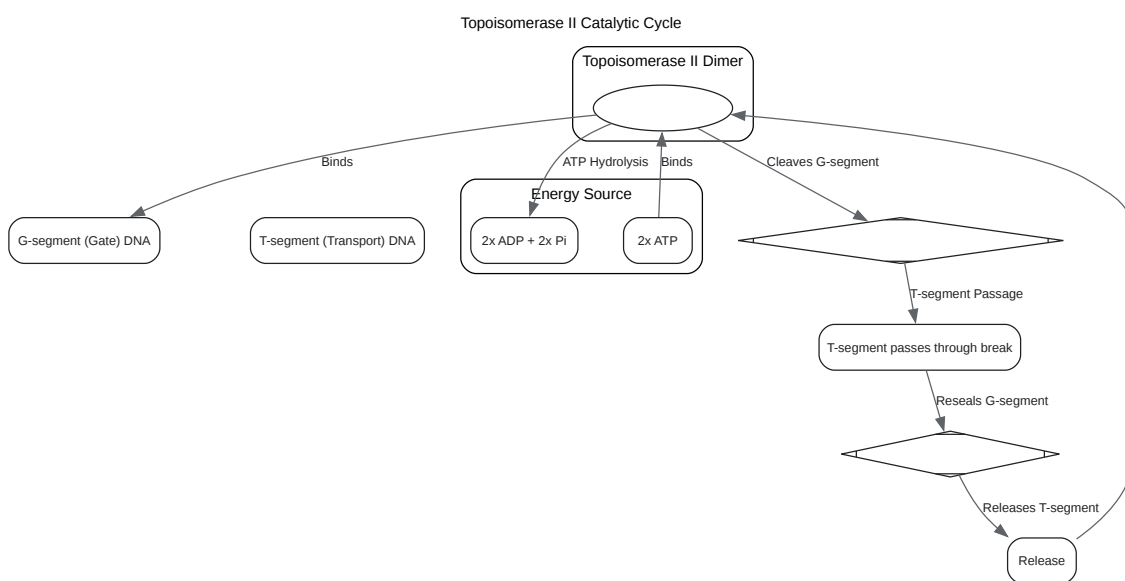 Topoisomerase II Catalytic Cycle
Topoisomerase II Dimer
Binds
ATP Hydrolysis
Binds
Cleaves G-segment
Energy Source
G-segment (Gate) DNA
T-segment (Transport) DNA
2x ADP + 2x Pi
2x ATP
T-segment Passage
T-segment passes through break
Reseals G-segment
Releases T-segment
Release